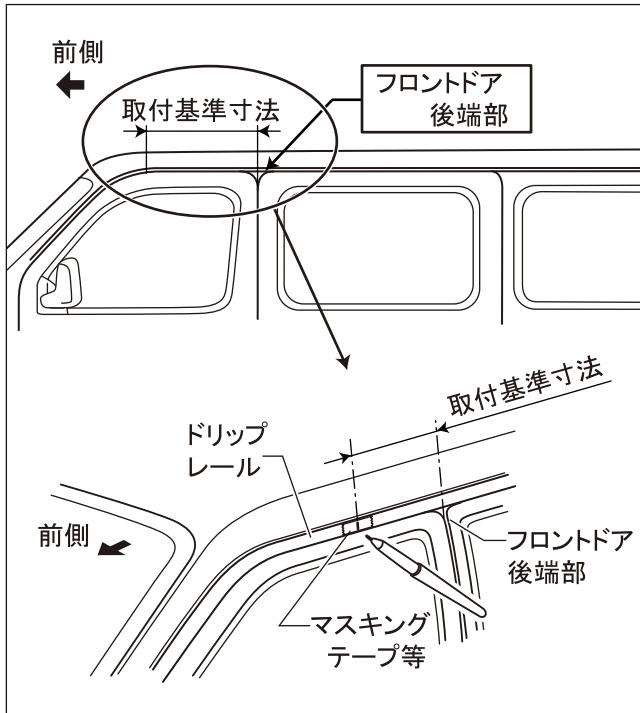 前側
取付基準寸法
フロントドア
後端部
取付基準寸法
ドリップ
レール
前側
フロントドア
後端部
マスキング
テープ等